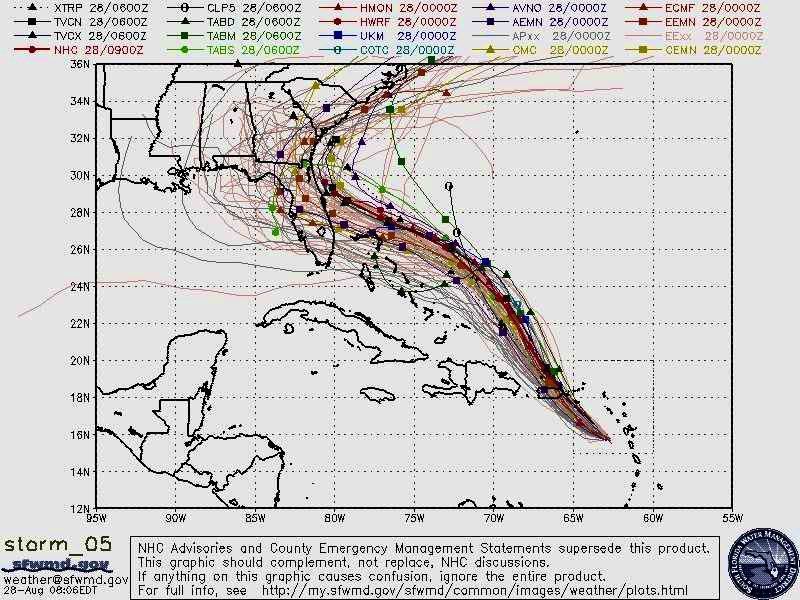 XTRP 28/0600Z CLP5 28/0600Z HMON 28/0000Z AVNO 28/0000Z ECMF 28/0000Z
TVCN 28/0600Z TABD 28/0600Z HWRF 28/0000Z AEMN 28/0000Z EEMN 28/0000Z
TVCX 28/0600Z TABM 28/0600Z UKM 28/0000Z APxx 28/0000Z EExx 28/0000Z
NHC 28/0900Z TABS 28/0600Z COTC 28/0000Z CMC 28/0000Z CEMN 28/0000Z
36N
34N
32N
30N
28N
26N
24N
22N
20N
18N
16N
14N
12N
95W 90W 85W 80W 75W 70W 65W 60W 55W
storm_05
sfwmd.gov
weather@sfwmd.gov
28-Aug 08:06EDT
NHC Advisories and County Emergency Management Statements supersede this product.
This graphic should complement, not replace, NHC discussions.
If anything on this graphic causes confusion, ignore the entire product.
For full info, see http://my.sfwmd.gov/sfwmd/common/images/weather/plots.html
SOUTH FLORIDA WATER MANAGEMENT DISTRICT